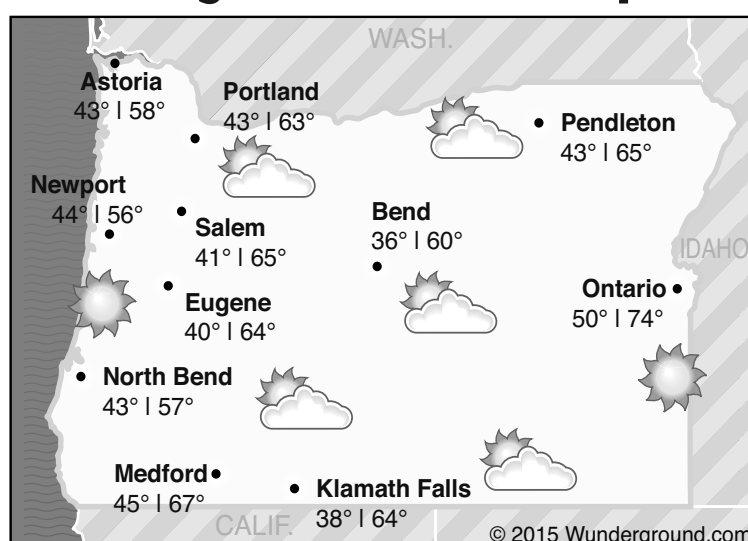 WASH.
Astoria
43° | 58°
Portland
43° | 63°
Pendleton
43° | 65°
Newport
44° | 56°
Salem
41° | 65°
Bend
36° | 60°
IDAHO
Eugene
40° | 64°
Ontario
50° | 74°
North Bend
43° | 57°
Medford
45° | 67°
Klamath Falls
38° | 64°
CALIF.
© 2015 Wunderground.com